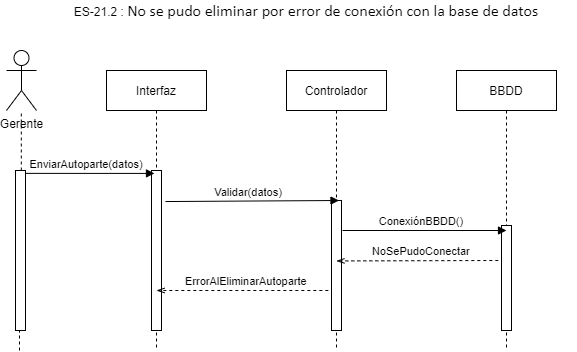 ES-21.2 : No se pudo eliminar por error de conexión con la base de datos
Interfaz
Controlador
BBDD
Gerente
EnviarAutoparte(datos)
Validar(datos)
ConexiónBBDD()
NoSePudoConectar
ErrorAlEliminarAutoparte